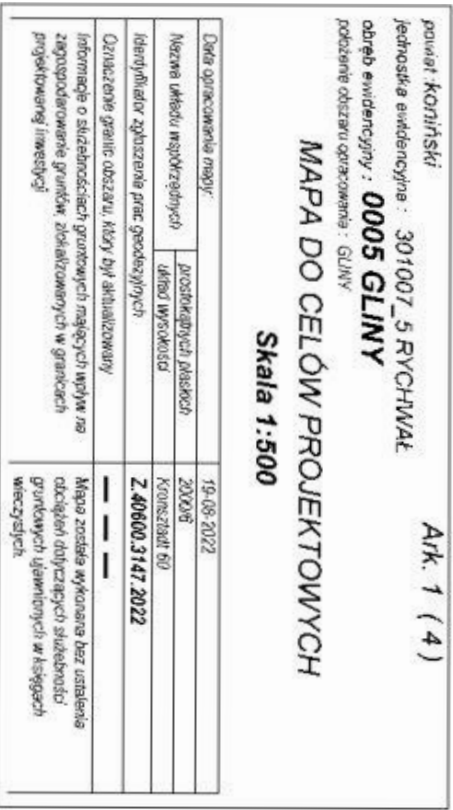 powiat :koniński
Ark. 1 ( 4 )
jednostka ewidencyjna : 301007_5 RYCHWAŁ
obręb ewidencyjny : 0005 GLINY
położenie obszaru opracowania : GLINY
MAPA DO CELÓW PROJEKTOWYCH
Skala 1:500
Data opracowania mapy: 19-08-2022
Nazwa układu współrzędnych prostokątnych płaskich 2000/6
układ wysokości Kronsztadt 60
Identyfikator zgłoszenia prac geodezyjnych Z.40600.3147.2022
Oznaczenie granic obszaru, który był aktualizowany
Informacje o służebnościach gruntowych mających wpływ na
zagospodarowanie gruntów, zlokalizowanych w granicach
projektowanej inwestycji
Mapa została wykonana bez ustalenia
obciążeń dotyczących służebności
gruntowych ujawnionych w księgach
wieczystych.